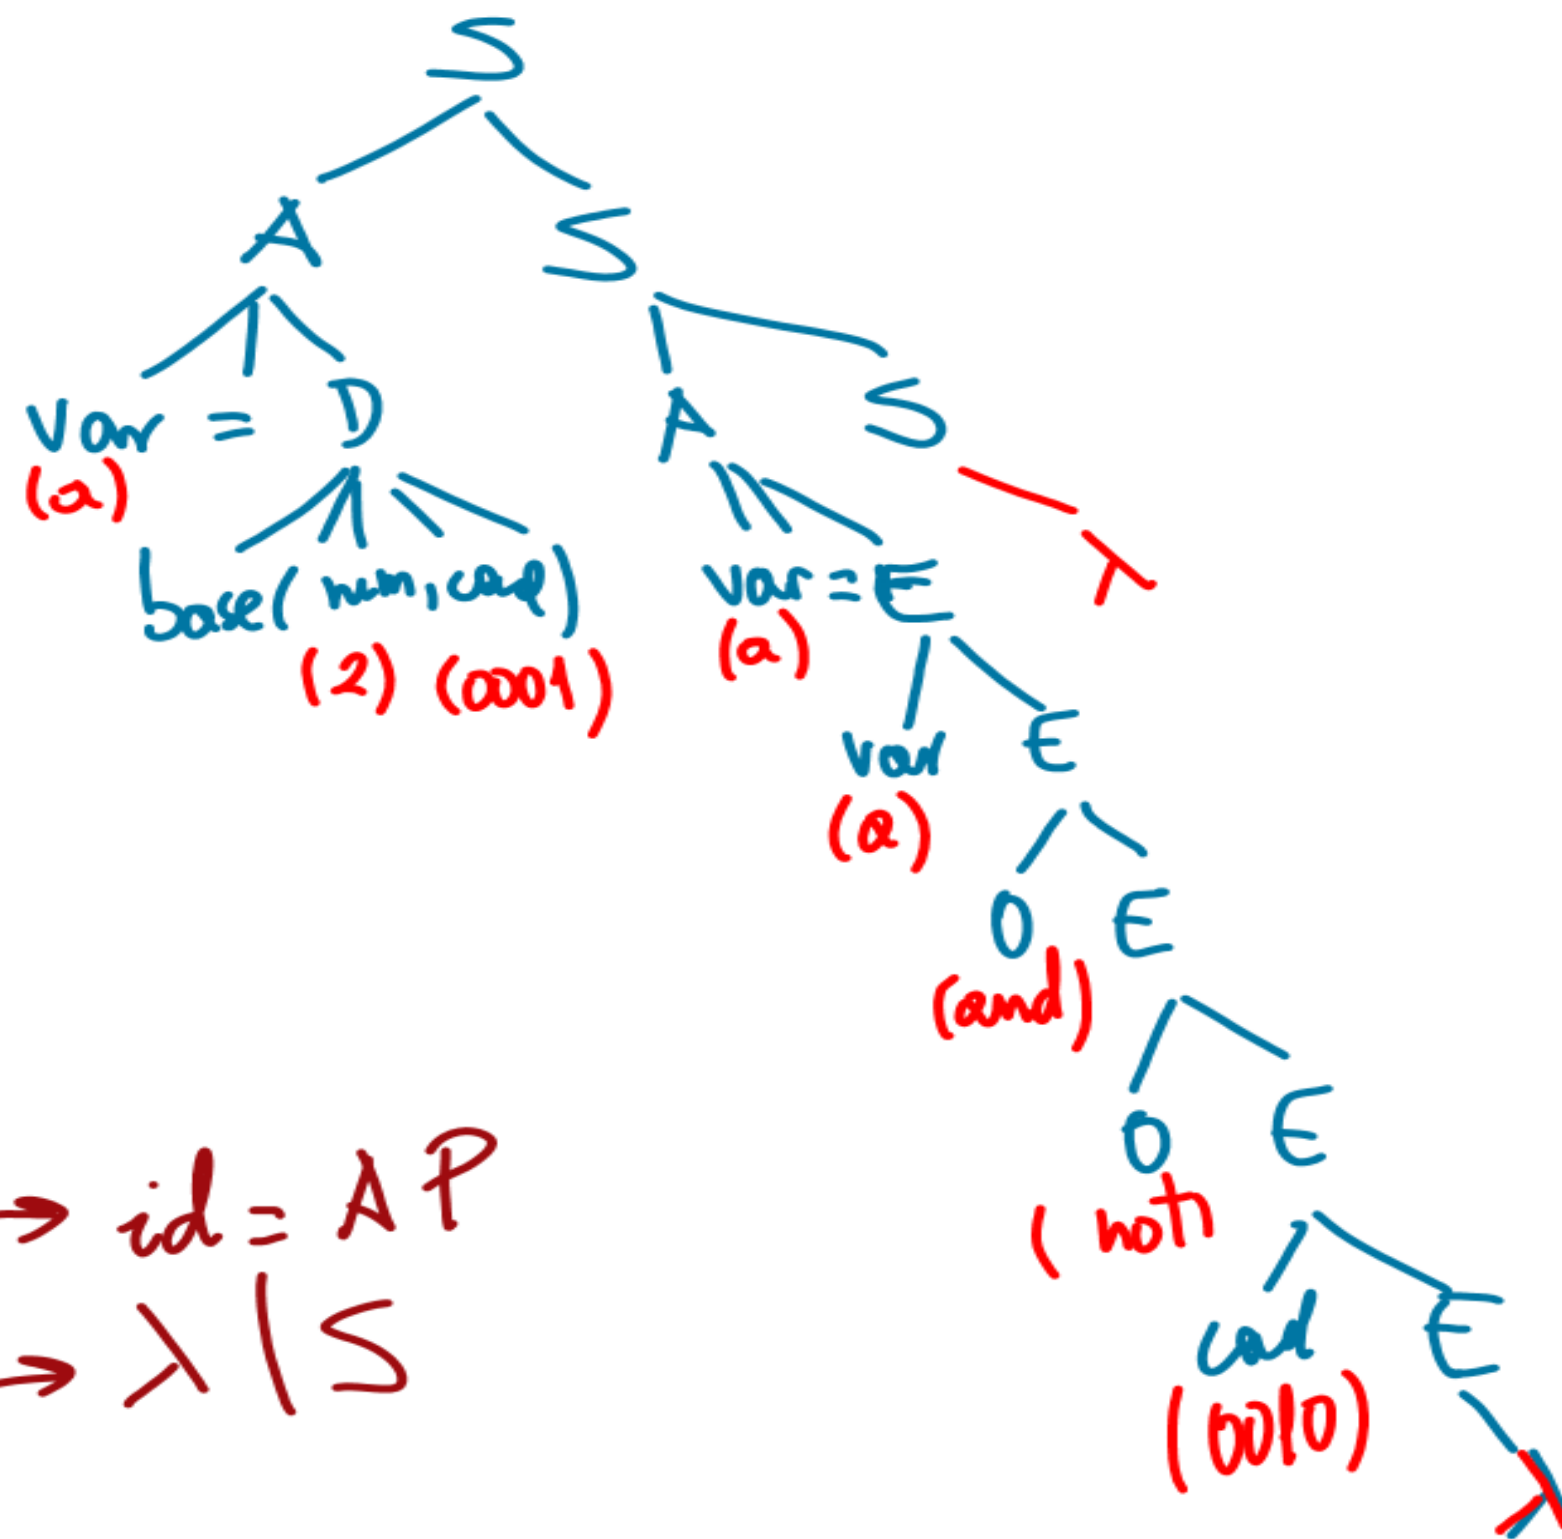 S
A S
var = D A S
(a)
base(num,cad) var = E λ
(2) (0001) (a)
var E
(a)
O E
(and)
→ id = A P O E
(not)
→ λ | S cad E
(0010)
λ